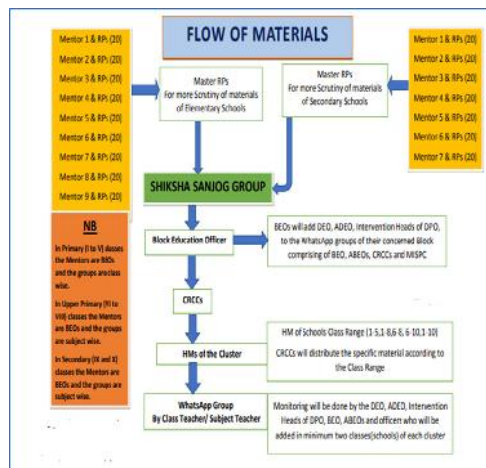 FLOW OF MATERIALS
Mentor 1 & RPs (20)
Mentor 2 & RPs (20)
Mentor 3 & RPs (20)
Mentor 4 & RPs (20)
Mentor 5 & RPs (20)
Mentor 6 & RPs (20)
Mentor 7 & RPs (20)
Mentor 8 & RPs (20)
Mentor 9 & RPs (20)
Master RPs
For more Scrutiny of materials
of Elementary Schools
Master RPs
For more Scrutiny of materials
of Secondary Schools
Mentor 1 & RPs (20)
Mentor 2 & RPs (20)
Mentor 3 & RPs (20)
Mentor 4 & RPs (20)
Mentor 5 & RPs (20)
Mentor 6 & RPs (20)
Mentor 7 & RPs (20)
SHIKSHA SANJOG GROUP
NB
In Primary (I to V) classes
the Mentors are BEOs
and the groups are class
wise.
In Upper Primary (VI to
VIII) classes the Mentors
are BEOs and the groups
are subject wise.
In Secondary (IX and X)
classes the Mentors are
BEOs and the groups are
subject wise.
Block Education Officer
BEOs will add DEO, ADEO, Intervention Heads of DPO,
to the WhatsApp groups of their concerned Block
comprising of BEO, ABEOs, CRCCs and MISPC
CRCCs
HMs of the Cluster
HM of Schools Class Range (1-5,1-8,6-8, 6-10,1-10)
CRCCs will distribute the specific material according to
the Class Range
WhatsApp Group
By Class Teacher/ Subject Teacher
Monitoring will be done by the DEO, ADEO, Intervention
Heads of DPO, BEO, ABEOs and officers who will be
added in minimum two classes(schools) of each cluster